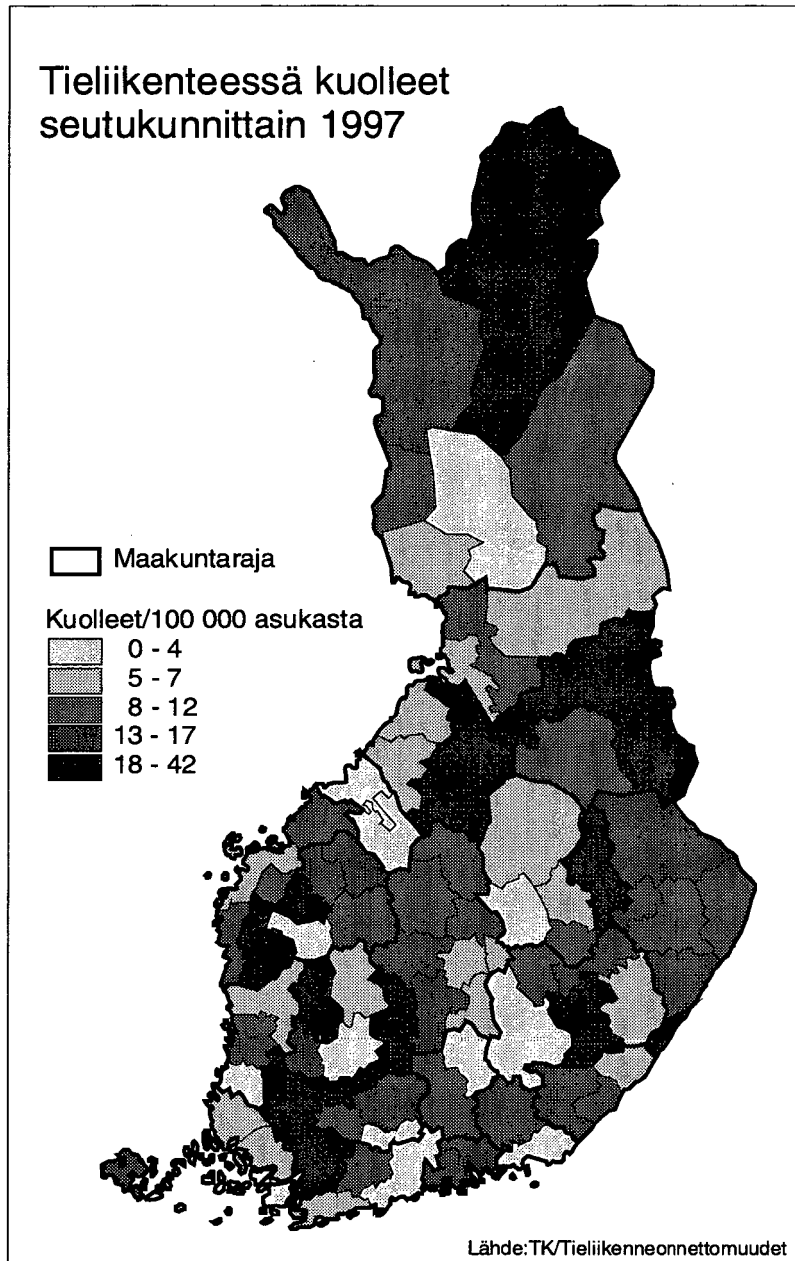 Tieliikenteessä kuolleet
seutukunnittain 1997
Maakuntaraja
Kuolleet/100 000 asukasta
0 - 4
5 - 7
8 - 12
13 - 17
18 - 42
Lähde:TK/Tieliikenneonnettomuudet